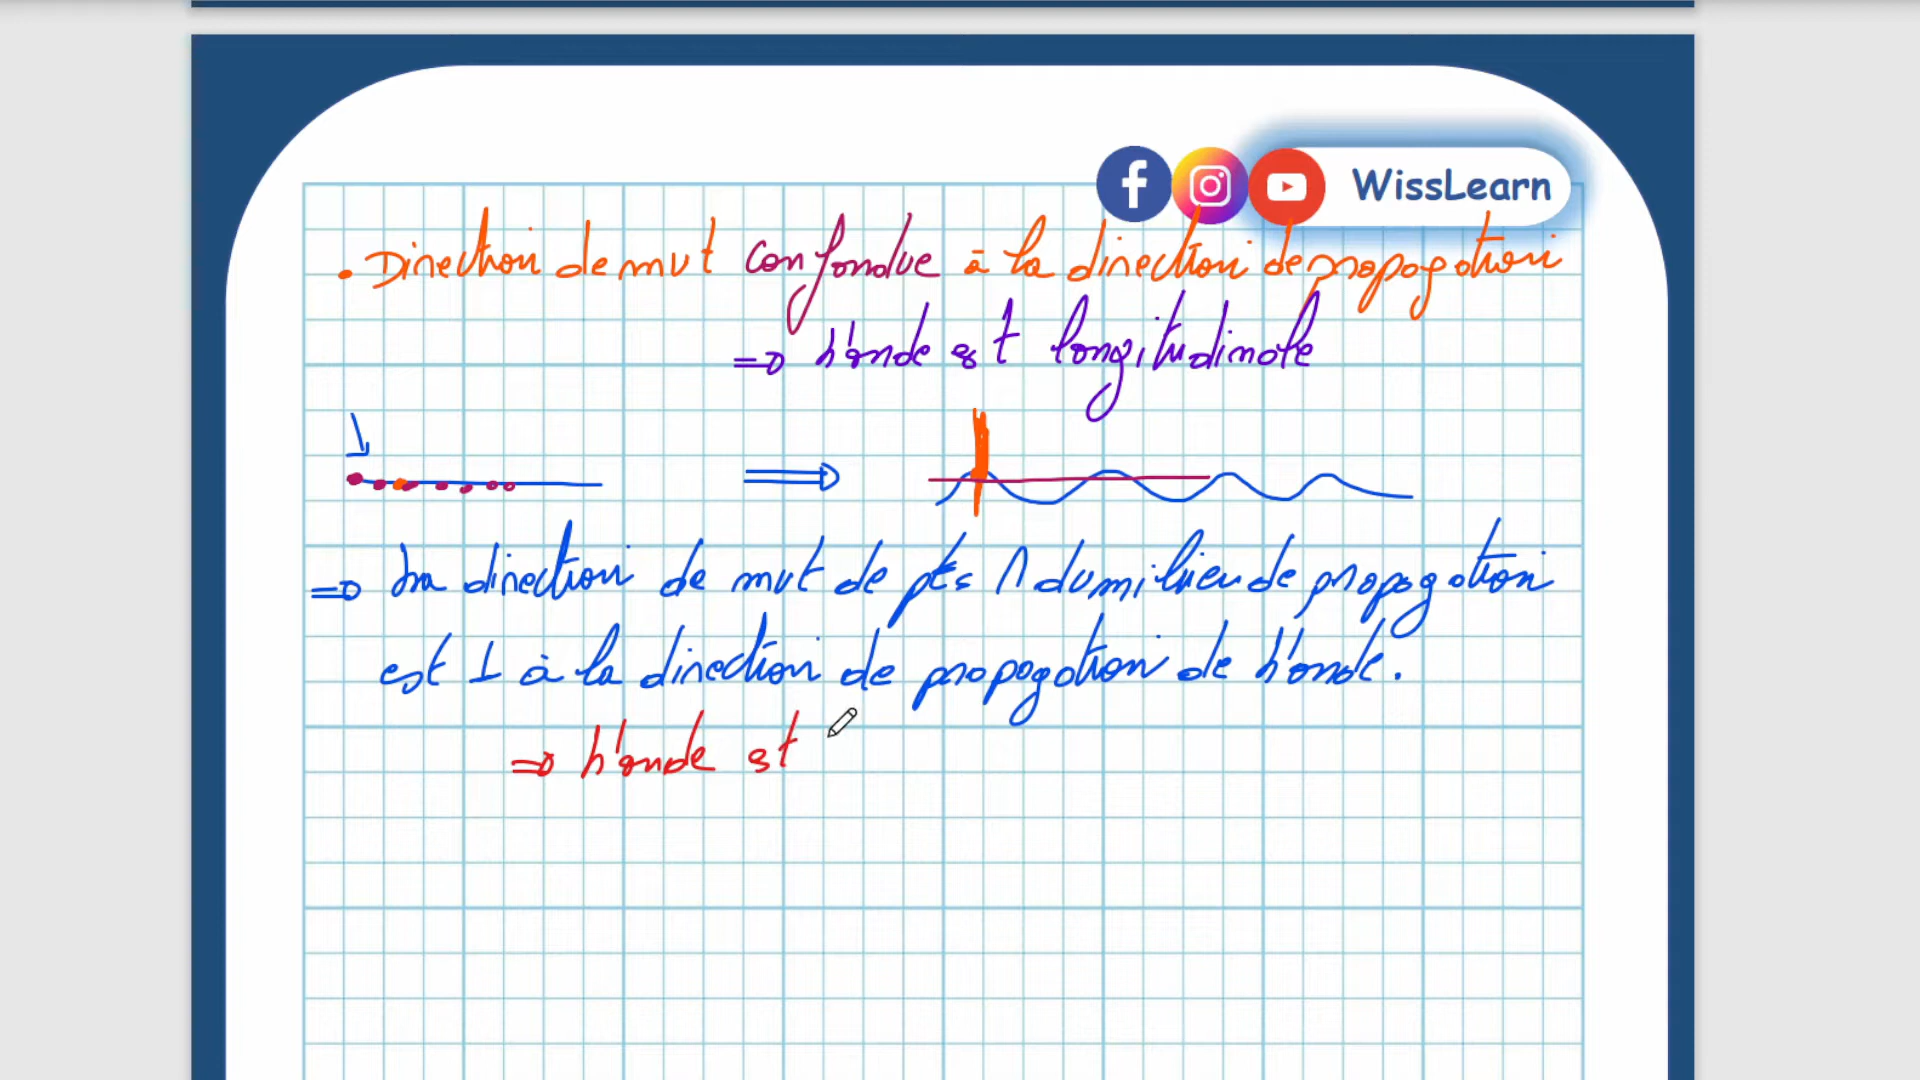 WissLearn
. Direction de mvt confondue à la direction de propagation
⇒ l'onde est longitudinale
⇒ La direction de mvt de pts M du milieu de propagation
est ⊥ à la direction de propagation de l'onde.
⇒ l'onde est